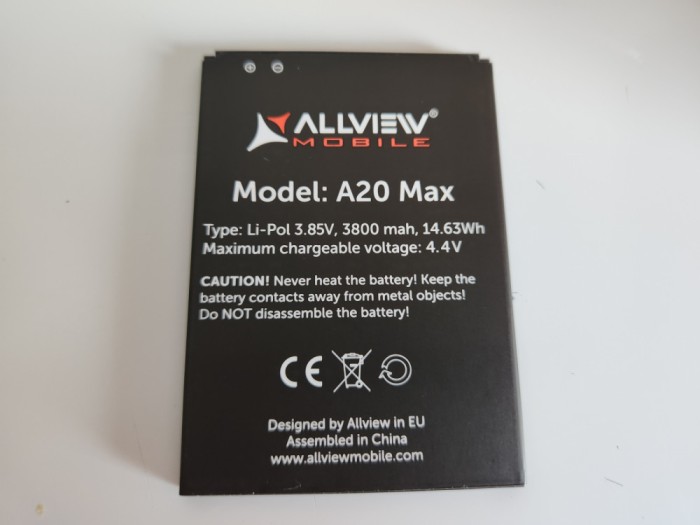 ALLVIEW®
MOBILE
Model: A20 Max
Type: Li-Pol 3.85V, 3800 mah, 14.63Wh
Maximum chargeable voltage: 4.4V
CAUTION! Never heat the battery! Keep the
battery contacts away from metal objects!
Do NOT disassemble the battery!
CE
Designed by Allview in EU
Assembled in China
www.allviewmobile.com